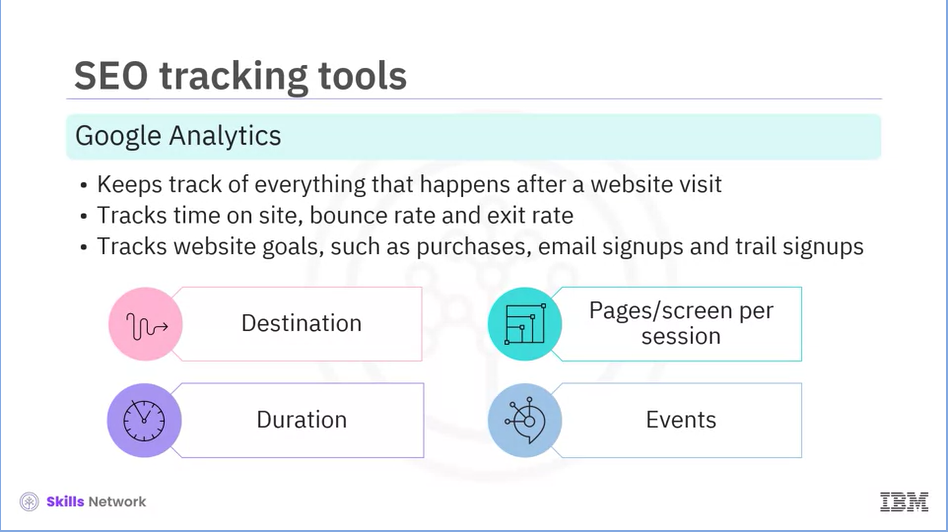 SEO tracking tools
Google Analytics
• Keeps track of everything that happens after a website visit
• Tracks time on site, bounce rate and exit rate
• Tracks website goals, such as purchases, email signups and trail signups
Destination
Pages/screen per
session
Duration
Events
Skills Network
IBM